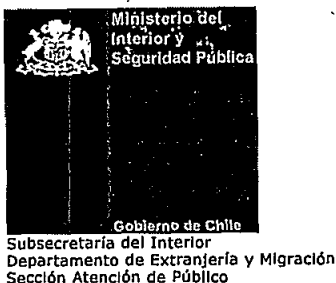 Ministerio del
Interior y
Seguridad Pública
Gobierno de Chile
Subsecretaría del Interior
Departamento de Extranjería y Migración
Sección Atención de Público